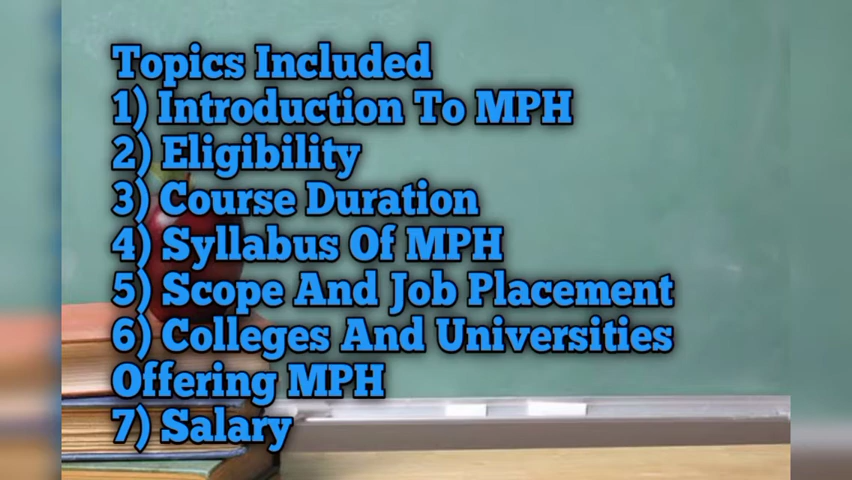 Topics Included
1) Introduction To MPH
2) Eligibility
3) Course Duration
4) Syllabus Of MPH
5) Scope And Job Placement
6) Colleges And Universities
Offering MPH
7) Salary